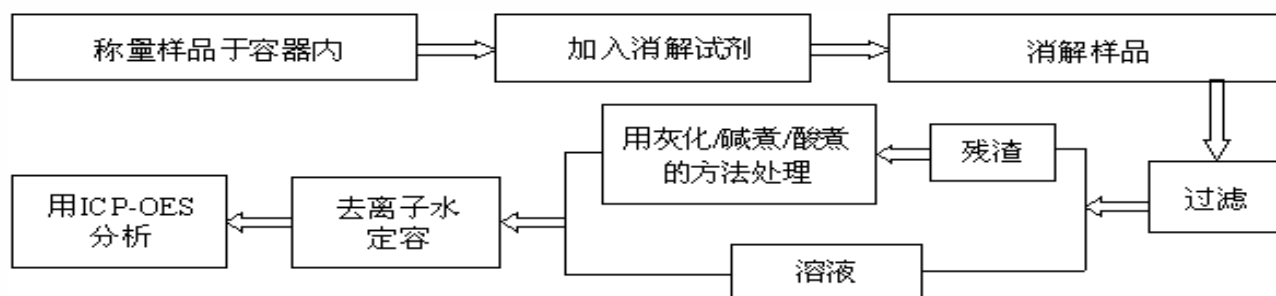 称量样品于容器内
加入消解试剂
消解样品
过滤
残渣
用灰化/碱煮/酸煮
的方法处理
溶液
去离子水
定容
用ICP-OES
分析